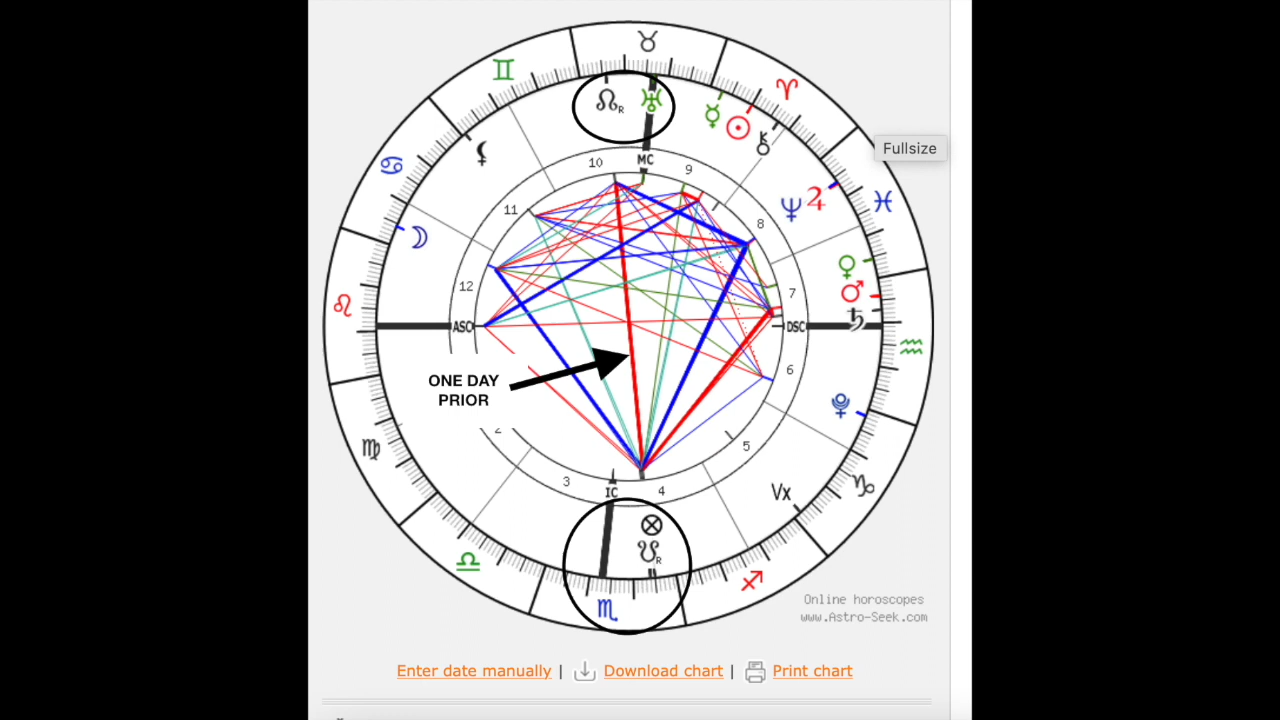 R
10
MC
9
Fullsize
11
8
12
7
ASC
DSC
ONE DAY
PRIOR
6
2
5
3
IC
4
Vx
R
Online horoscopes
www.Astro-Seek.com
Enter date manually | Download chart | Print chart